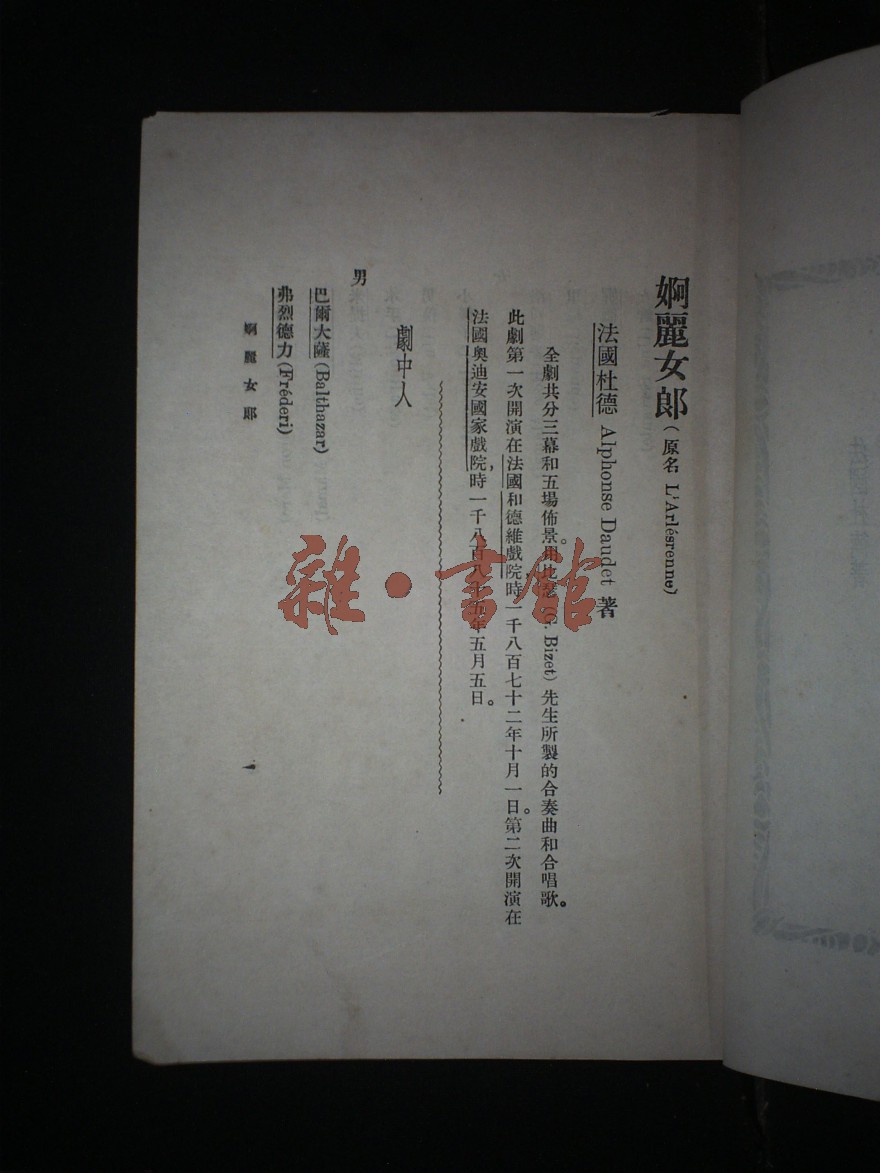 婀麗女郎(原名 L'Arlésrenne)
法國杜德 Alphonse Daudet 著
全劇共分三幕和五場佈景。用比 (G. Bizet) 先生所製的合奏曲和合唱歌。
此劇第一次開演在法國和德維戲院,時一千八百七十二年十月一日。第二次開演在
法國奧迪安國家戲院,時一千八百八十五年五月五日。
劇中人
男
巴爾大薩 (Balthazar)
弗烈德力 (Fréderi)
婀麗女郎
一
雜·書館